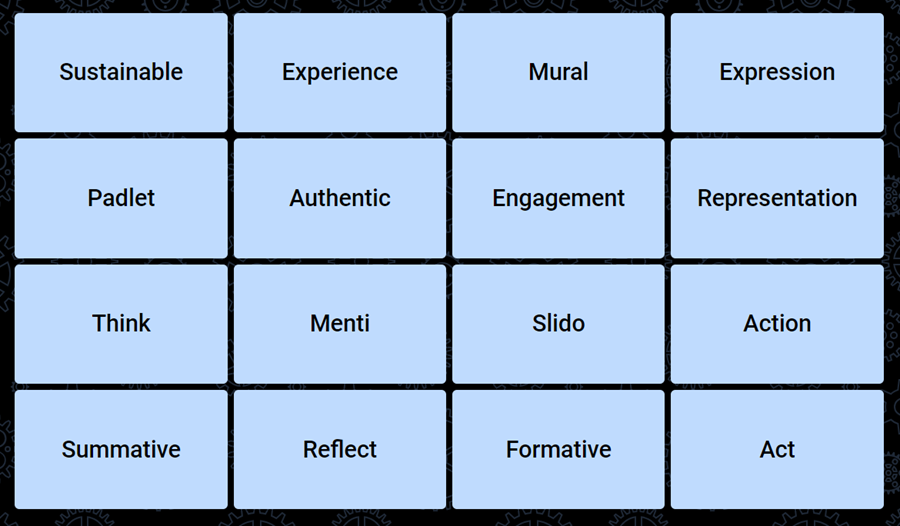 Sustainable
Experience
Mural
Expression
Padlet
Authentic
Engagement
Representation
Think
Menti
Slido
Action
Summative
Reflect
Formative
Act